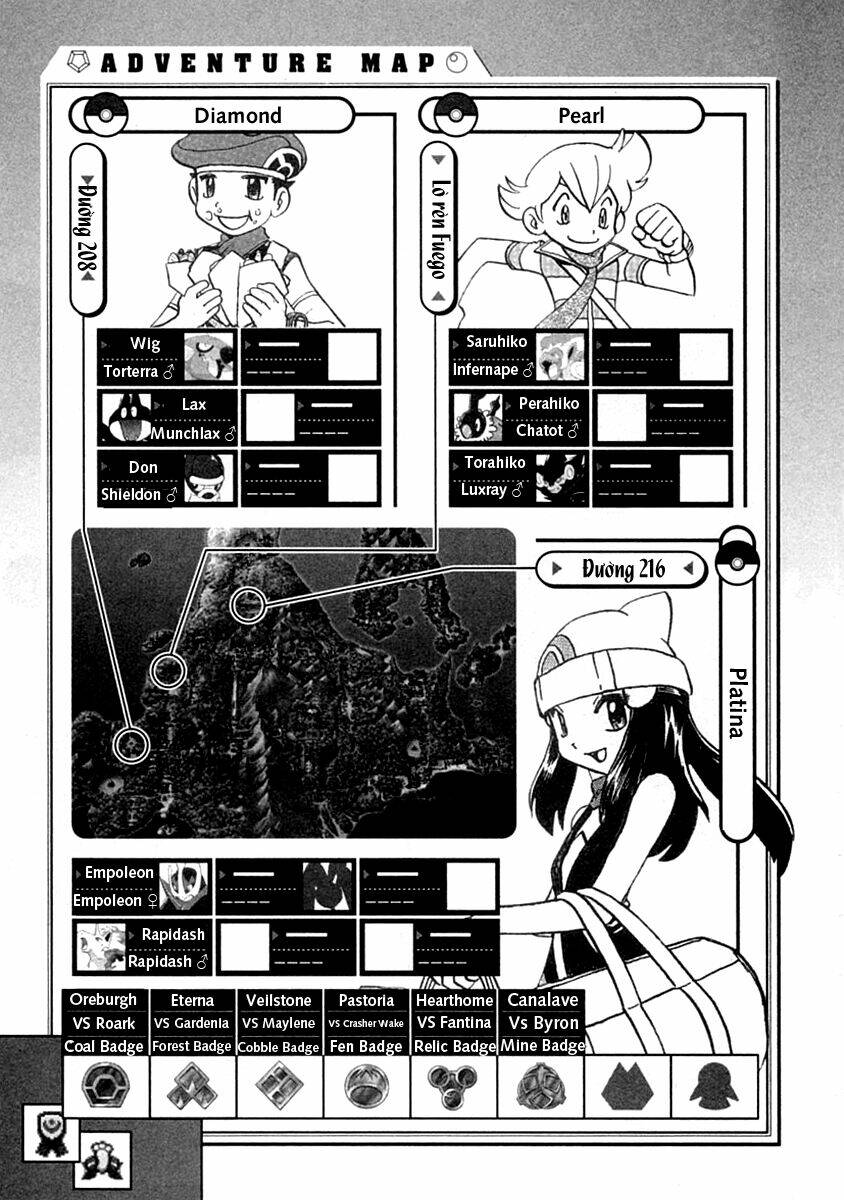 ADVENTURE MAP
Diamond
Đường 208
Wig
Torterra ♂
Lax
Munchlax ♂
Don
Shieldon ♂
Pearl
Lò rèn Fuego
Saruhiko
Infernape ♂
Perahiko
Chatot ♂
Torahiko
Luxray ♂
Đường 216
Platina
Empoleon
Empoleon ♀
Rapidash
Rapidash ♂
Oreburgh
VS Roark
Coal Badge
Eterna
VS Gardenia
Forest Badge
Veilstone
VS Maylene
Cobble Badge
Pastoria
VS Crasher Wake
Fen Badge
Hearthome
VS Fantina
Relic Badge
Canalave
Vs Byron
Mine Badge